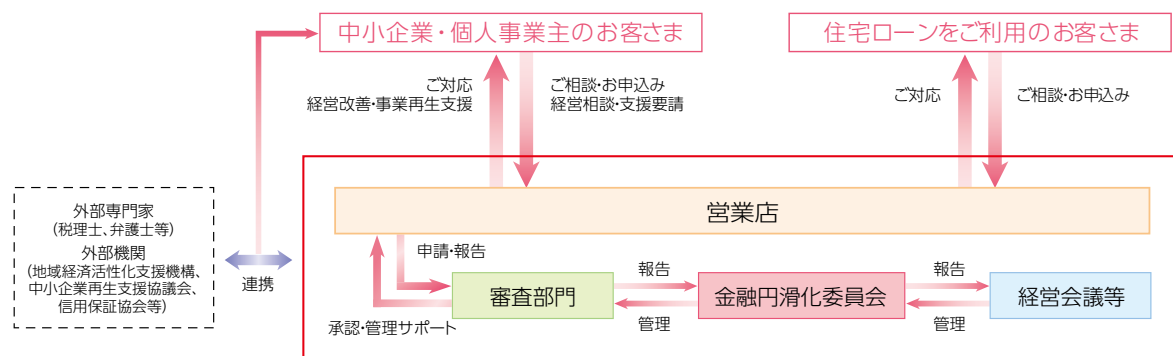 中小企業・個人事業主のお客さま
住宅ローンをご利用のお客さま
ご対応
経営改善・事業再生支援
ご相談・お申込み
経営相談・支援要請
ご対応
ご相談・お申込み
外部専門家
(税理士、弁護士等)
外部機関
(地域経済活性化支援機構、
中小企業再生支援協議会、
信用保証協会等)
連携
営業店
申請・報告
承認・管理サポート
審査部門
報告
管理
金融円滑化委員会
報告
管理
経営会議等